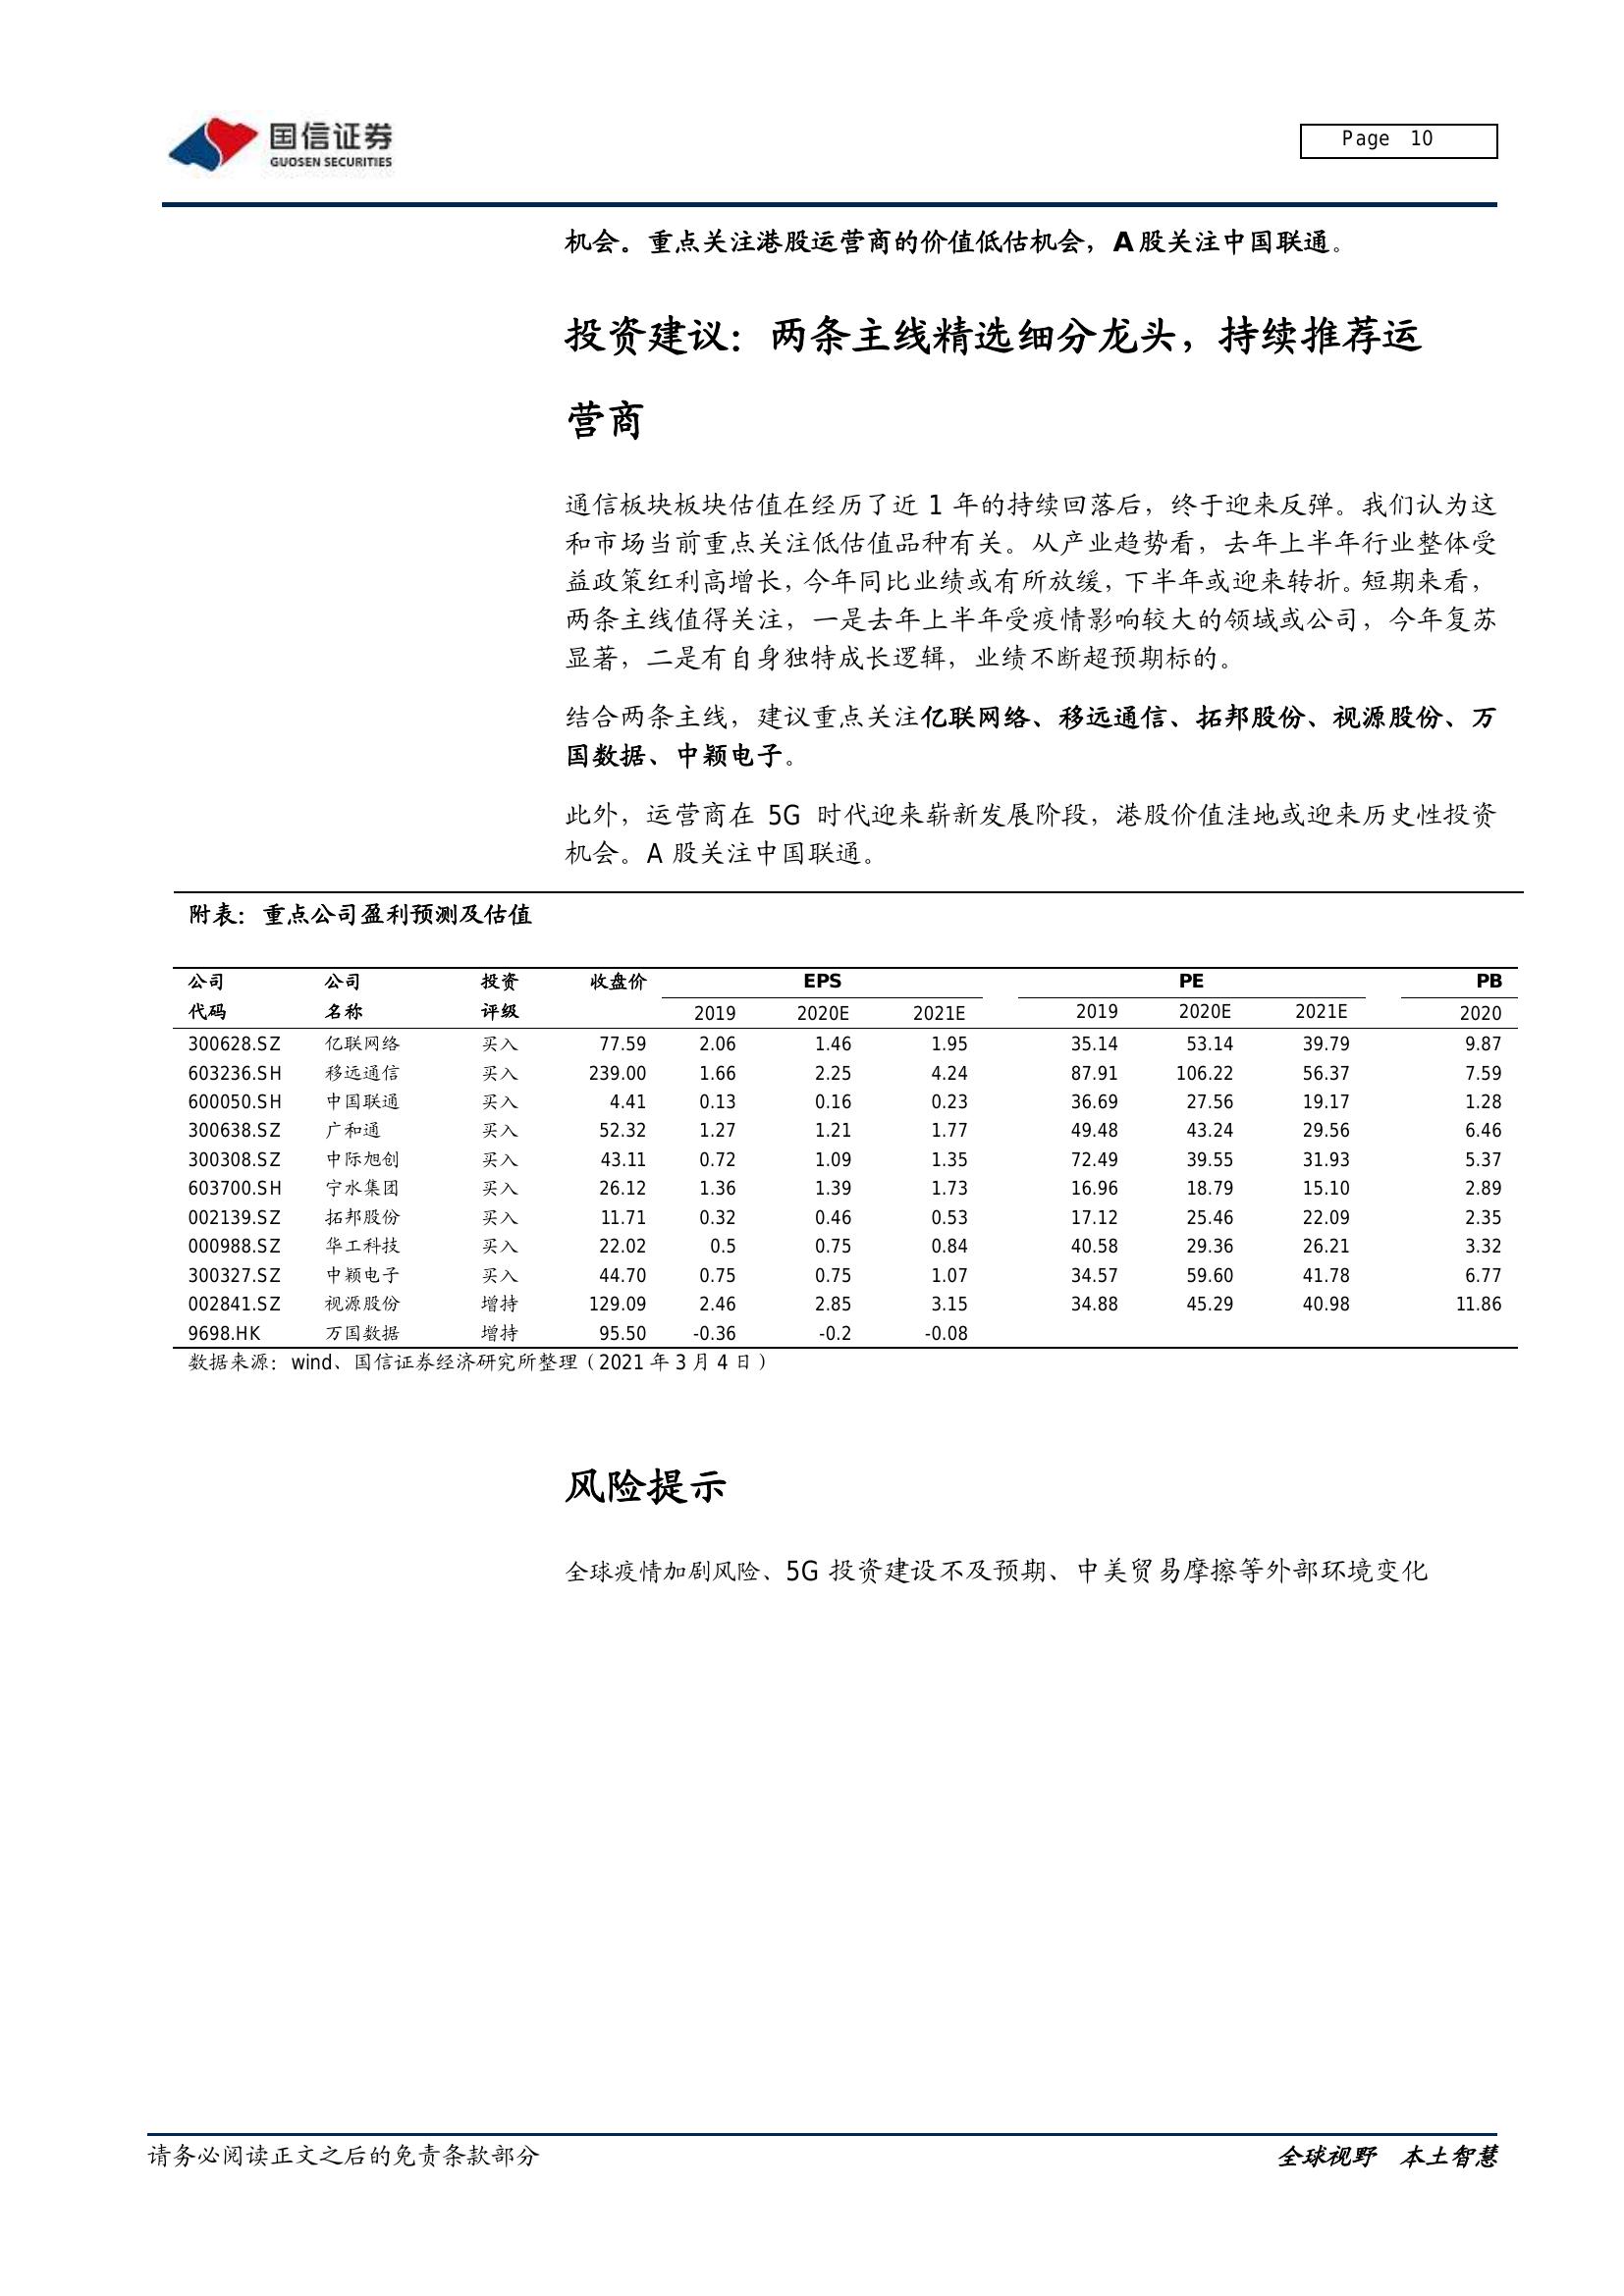 国信证券
GUOSEN SECURITIES
Page 10
机会。重点关注港股运营商的价值低估机会，A股关注中国联通。
投资建议：两条主线精选细分龙头，持续推荐运
营商
通信板块板块估值在经历了近 1 年的持续回落后，终于迎来反弹。我们认为这
和市场当前重点关注低估值品种有关。从产业趋势看，去年上半年行业整体受
益政策红利高增长，今年同比业绩或有所放缓，下半年或迎来转折。短期来看，
两条主线值得关注，一是去年上半年受疫情影响较大的领域或公司，今年复苏
显著，二是有自身独特成长逻辑，业绩不断超预期标的。
结合两条主线，建议重点关注亿联网络、移远通信、拓邦股份、视源股份、万
国数据、中颖电子。
此外，运营商在 5G 时代迎来崭新发展阶段，港股价值洼地或迎来历史性投资
机会。A 股关注中国联通。
附表：重点公司盈利预测及估值
公司 公司 投资 收盘价 EPS PE PB
代码 名称 评级 2019 2020E 2021E 2019 2020E 2021E 2020
300628.SZ 亿联网络 买入 77.59 2.06 1.46 1.95 35.14 53.14 39.79 9.87
603236.SH 移远通信 买入 239.00 1.66 2.25 4.24 87.91 106.22 56.37 7.59
600050.SH 中国联通 买入 4.41 0.13 0.16 0.23 36.69 27.56 19.17 1.28
300638.SZ 广和通 买入 52.32 1.27 1.21 1.77 49.48 43.24 29.56 6.46
300308.SZ 中际旭创 买入 43.11 0.72 1.09 1.35 72.49 39.55 31.93 5.37
603700.SH 宁水集团 买入 26.12 1.36 1.39 1.73 16.96 18.79 15.10 2.89
002139.SZ 拓邦股份 买入 11.71 0.32 0.46 0.53 17.12 25.46 22.09 2.35
000988.SZ 华工科技 买入 22.02 0.5 0.75 0.84 40.58 29.36 26.21 3.32
300327.SZ 中颖电子 买入 44.70 0.75 0.75 1.07 34.57 59.60 41.78 6.77
002841.SZ 视源股份 增持 129.09 2.46 2.85 3.15 34.88 45.29 40.98 11.86
9698.HK 万国数据 增持 95.50 -0.36 -0.2 -0.08
数据来源：wind、国信证券经济研究所整理（2021 年 3 月 4 日）
风险提示
全球疫情加剧风险、5G 投资建设不及预期、中美贸易摩擦等外部环境变化
请务必阅读正文之后的免责条款部分
全球视野 本土智慧